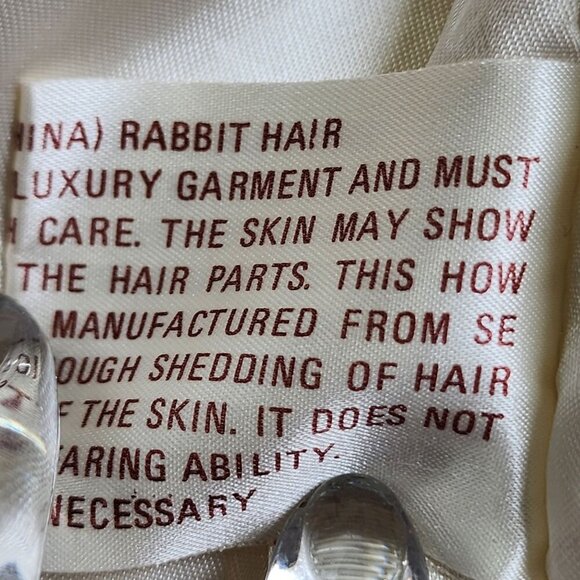 HINA) RABBIT HAIR
LUXURY GARMENT AND MUST
H CARE. THE SKIN MAY SHOW
THE HAIR PARTS. THIS HOW
MANUFACTURED FROM SE
OUGH SHEDDING OF HAIR
F THE SKIN. IT DOES NOT
ARING ABILITY.
NECESSARY